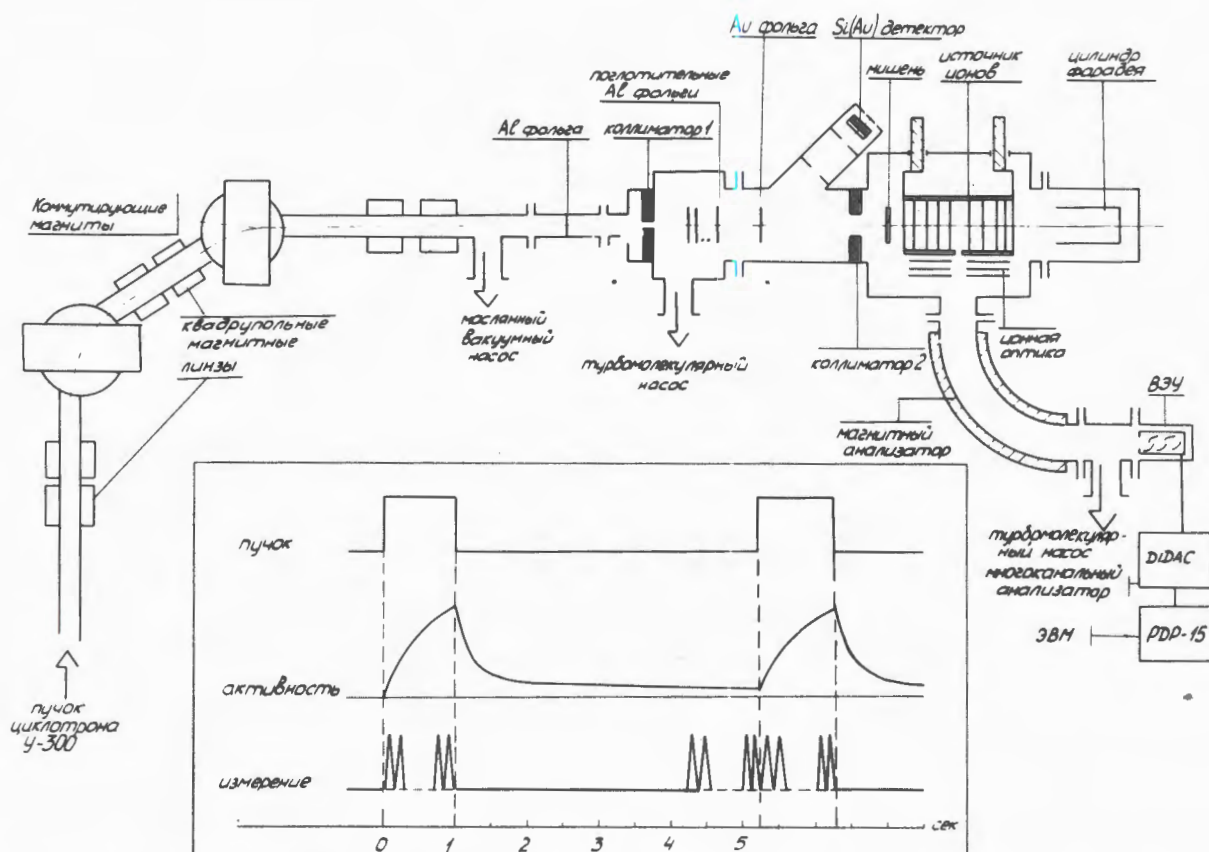 Au фольга
Si(Au) детектор
мишень
источник
ионов
цилиндр
фарадея
поглотительные
Al фольги
Al фольга
коллиматор 1
Коммутирующие
магниты
квадрупольные
магнитные
линзы
масланный
вакуумный
насос
турбомолекулярный
насос
коллиматор 2
ионная
оптика
магнитный
анализатор
ВЭУ
турбомолекуляр-
ный насос
многоканальный
анализатор
DIDAC
ЭВМ
PDP-15
пучок
циклотрона
У-300
пучок
активность
измерение
0 1 2 3 4 5
сек